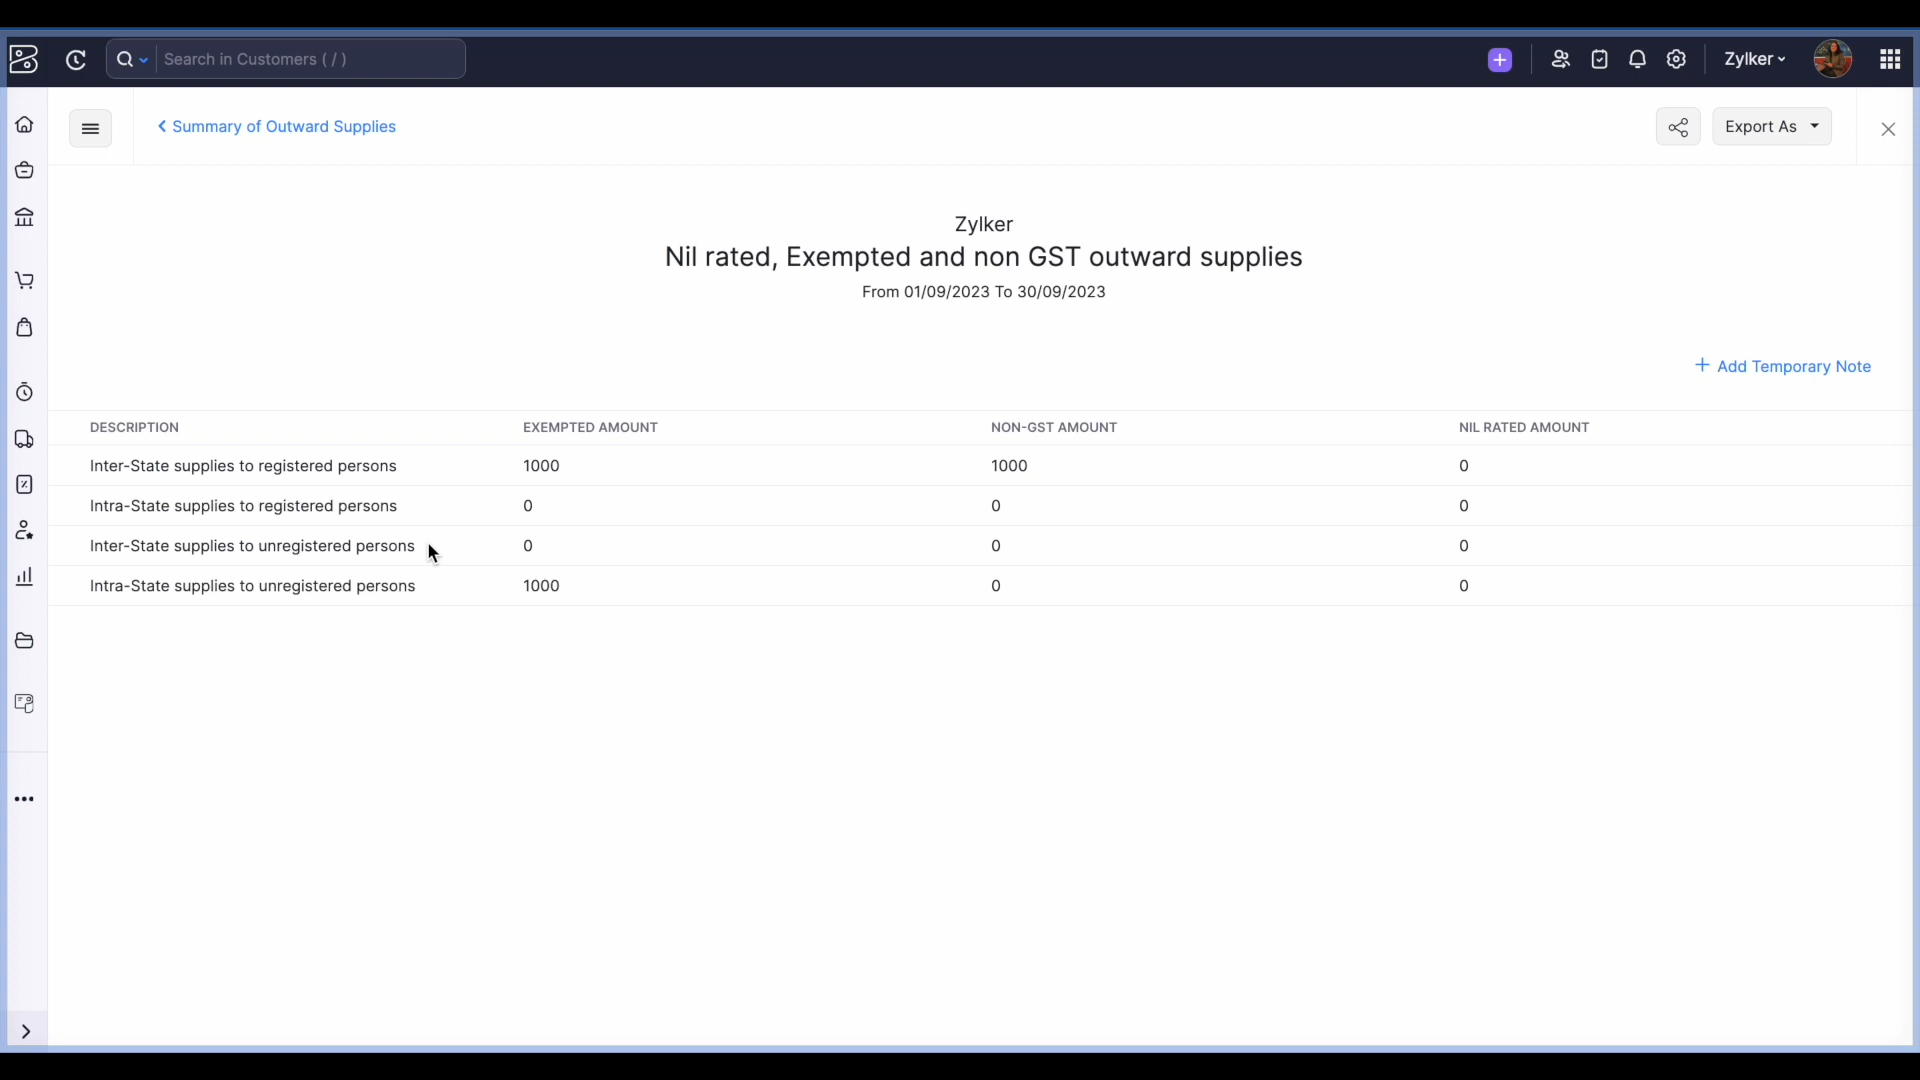 Search in Customers ( / )
Zylker
Summary of Outward Supplies
Export As
Zylker
Nil rated, Exempted and non GST outward supplies
From 01/09/2023 To 30/09/2023
+ Add Temporary Note
DESCRIPTION EXEMPTED AMOUNT NON-GST AMOUNT NIL RATED AMOUNT
Inter-State supplies to registered persons 1000 1000 0
Intra-State supplies to registered persons 0 0 0
Inter-State supplies to unregistered persons 0 0 0
Intra-State supplies to unregistered persons 1000 0 0